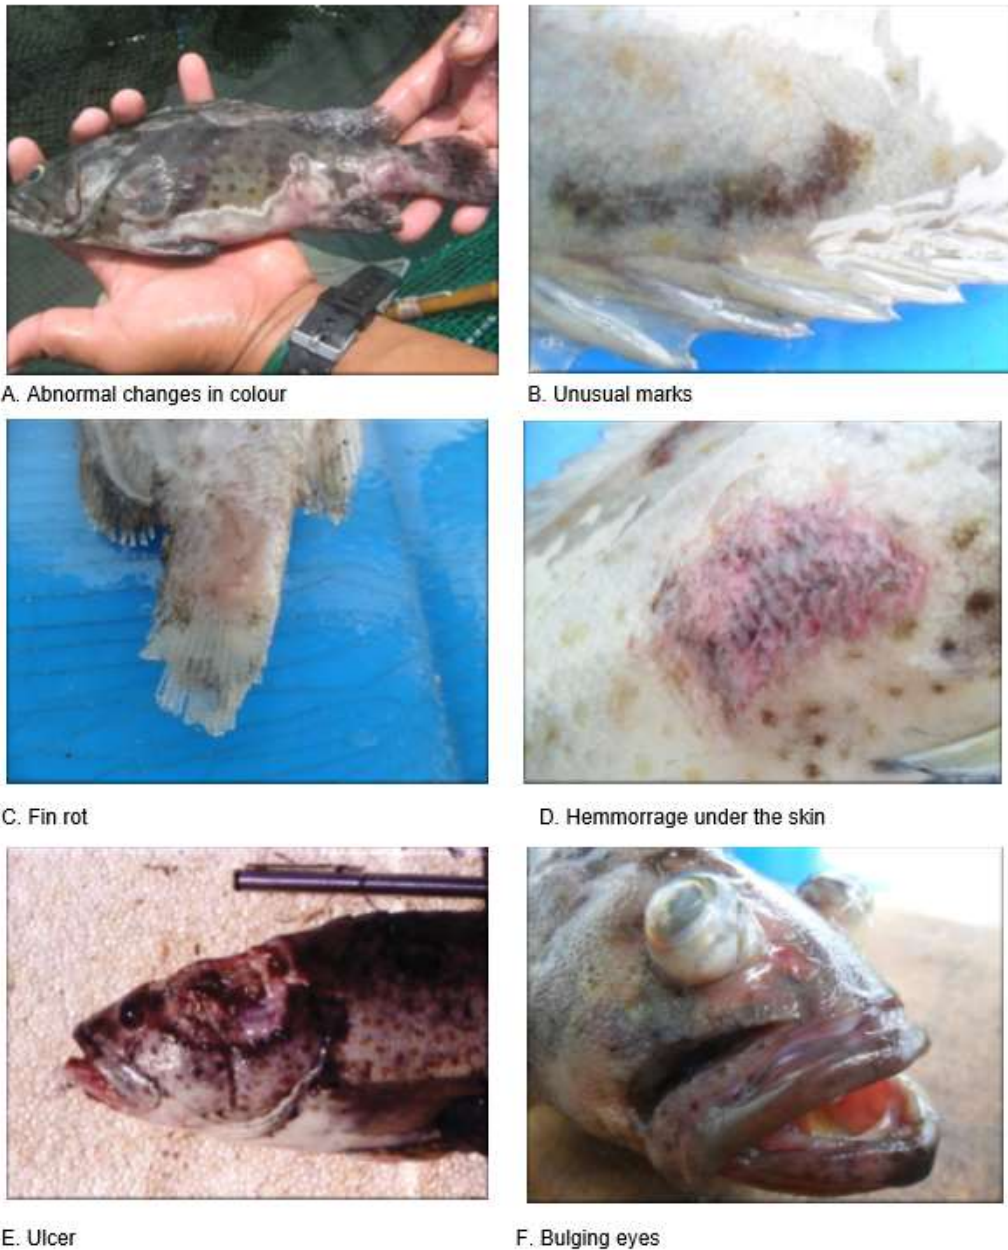 A. Abnormal changes in colour
B. Unusual marks
C. Fin rot
D. Hemmorrage under the skin
E. Ulcer
F. Bulging eyes